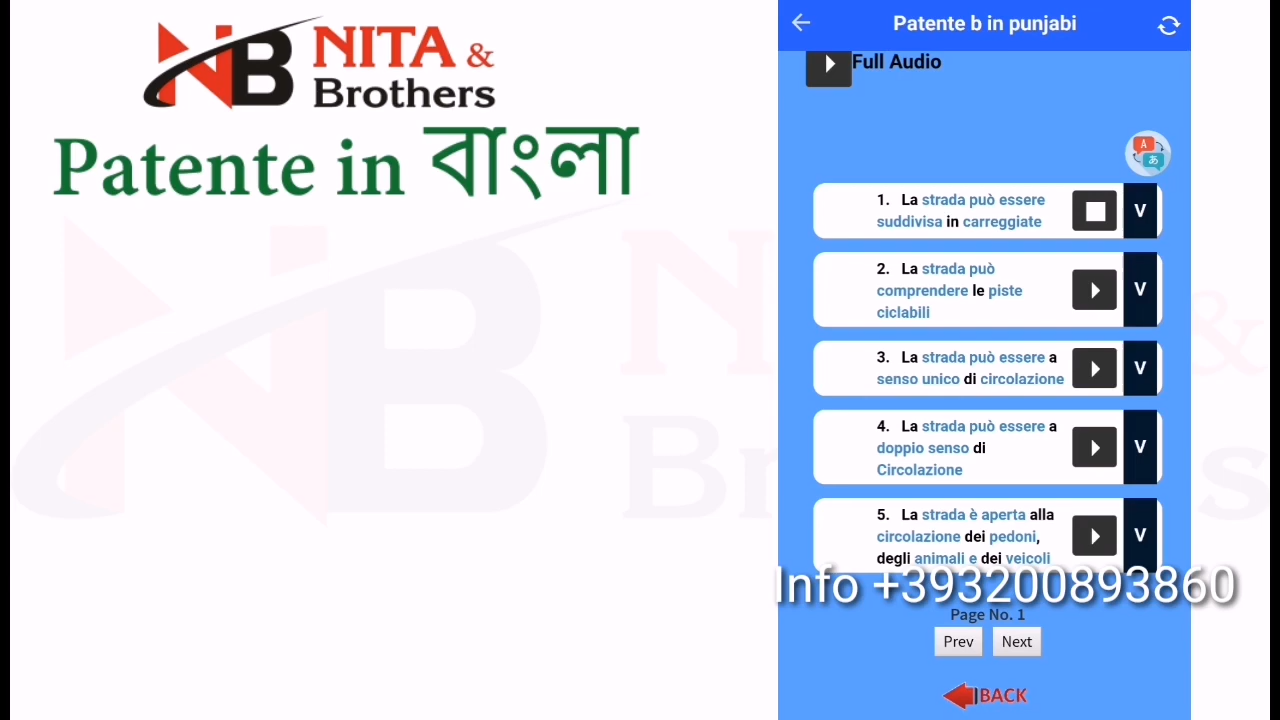 NB NITA &
Brothers
Patente in বাংলা
Patente b in punjabi
Full Audio
1. La strada può essere
suddivisa in carreggiate
V
2. La strada può
comprendere le piste
ciclabili
V
3. La strada può essere a
senso unico di circolazione
V
4. La strada può essere a
doppio senso di
Circolazione
V
5. La strada è aperta alla
circolazione dei pedoni,
degli animali e dei veicoli
V
Info +393200893860
Page No. 1
Prev Next
BACK